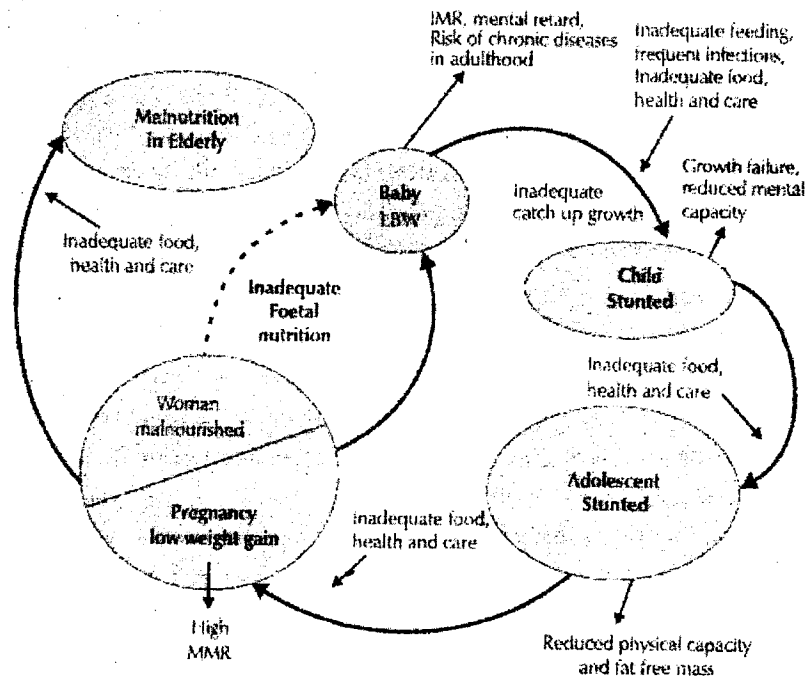 IMR, mental retard,
Risk of chronic diseases
in adulthood
Inadequate feeding,
frequent infections,
Inadequate food,
health and care
Malnutrition
in Elderly
Baby
LBW
Inadequate
catch up growth
Growth failure,
reduced mental
capacity
Inadequate food,
health and care
Inadequate
Foetal
nutrition
Child
Stunted
Inadequate food,
health and care
Woman
malnourished
Adolescent
Stunted
Pregnancy
low weight gain
Inadequate food,
health and care
High
MMR
Reduced physical capacity
and fat free mass